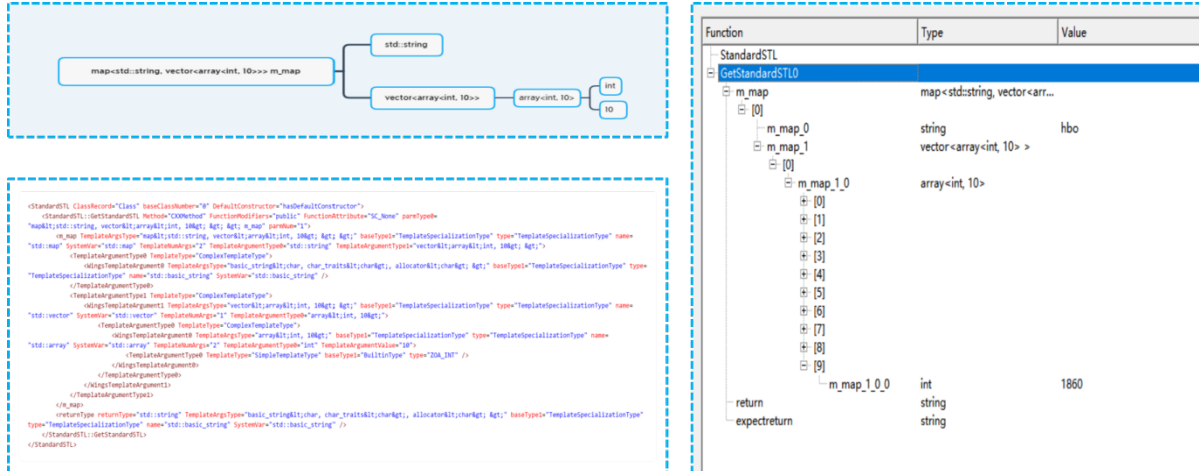 std::string
map<std::string, vector<array<int, 10>>> m_map
vector<array<int, 10>>
array<int, 10>
int
10
<StandardSTL ClassRecord="Class" baseClassNumber="0" DefaultConstructor="hasDefaultConstructor">
<StandardSTL::GetStandardSTL Method="CXXMethod" FunctionModifiers="public" FunctionAttribute="SC_None" parmType0=
"map&lt;std::string, vector&lt;array&lt;int, 10&gt; &gt; &gt; m_map" parmNum="1">
<m_map TemplateArgsType="map&lt;std::string, vector&lt;array&lt;int, 10&gt; &gt; &gt;" baseType1="TemplateSpecializationType" type="TemplateSpecializationType" name=
"std::map" SystemVar="std::map" TemplateNumArgs="2" TemplateArgumentType0="std::string" TemplateArgumentType1="vector&lt;array&lt;int, 10&gt; &gt;">
<TemplateArgumentType0 TemplateType="ComplexTemplateType">
<WingsTemplateArgument0 TemplateArgsType="basic_string&lt;char, char_traits&lt;char&gt;, allocator&lt;char&gt; &gt;" baseType1="TemplateSpecializationType" type=
"TemplateSpecializationType" name="std::basic_string" SystemVar="std::basic_string" />
</TemplateArgumentType0>
<TemplateArgumentType1 TemplateType="ComplexTemplateType">
<WingsTemplateArgument1 TemplateArgsType="vector&lt;array&lt;int, 10&gt; &gt;" baseType1="TemplateSpecializationType" type="TemplateSpecializationType" name=
"std::vector" SystemVar="std::vector" TemplateNumArgs="1" TemplateArgumentType0="array&lt;int, 10&gt;">
<TemplateArgumentType0 TemplateType="ComplexTemplateType">
<WingsTemplateArgument0 TemplateArgsType="array&lt;int, 10&gt;" baseType1="TemplateSpecializationType" type="TemplateSpecializationType" name=
"std::array" SystemVar="std::array" TemplateNumArgs="2" TemplateArgumentType0="int" TemplateArgumentValue="10">
<TemplateArgumentType0 TemplateType="SimpleTemplateType" baseType1="BuiltinType" type="ZOA_INT" />
</WingsTemplateArgument0>
</TemplateArgumentType0>
</WingsTemplateArgument1>
</TemplateArgumentType1>
</m_map>
<returnType returnType="std::string" TemplateArgsType="basic_string&lt;char, char_traits&lt;char&gt;, allocator&lt;char&gt; &gt;" baseType1="TemplateSpecializationType"
type="TemplateSpecializationType" name="std::basic_string" SystemVar="std::basic_string" />
</StandardSTL::GetStandardSTL>
</StandardSTL>
Function Type Value
StandardSTL
GetStandardSTL0
m_map map<std::string, vector<arr...
[0]
m_map_0 string hbo
m_map_1 vector<array<int, 10> >
[0]
m_map_1_0 array<int, 10>
[0]
[1]
[2]
[3]
[4]
[5]
[6]
[7]
[8]
[9]
m_map_1_0_0 int 1860
return string
expectreturn string